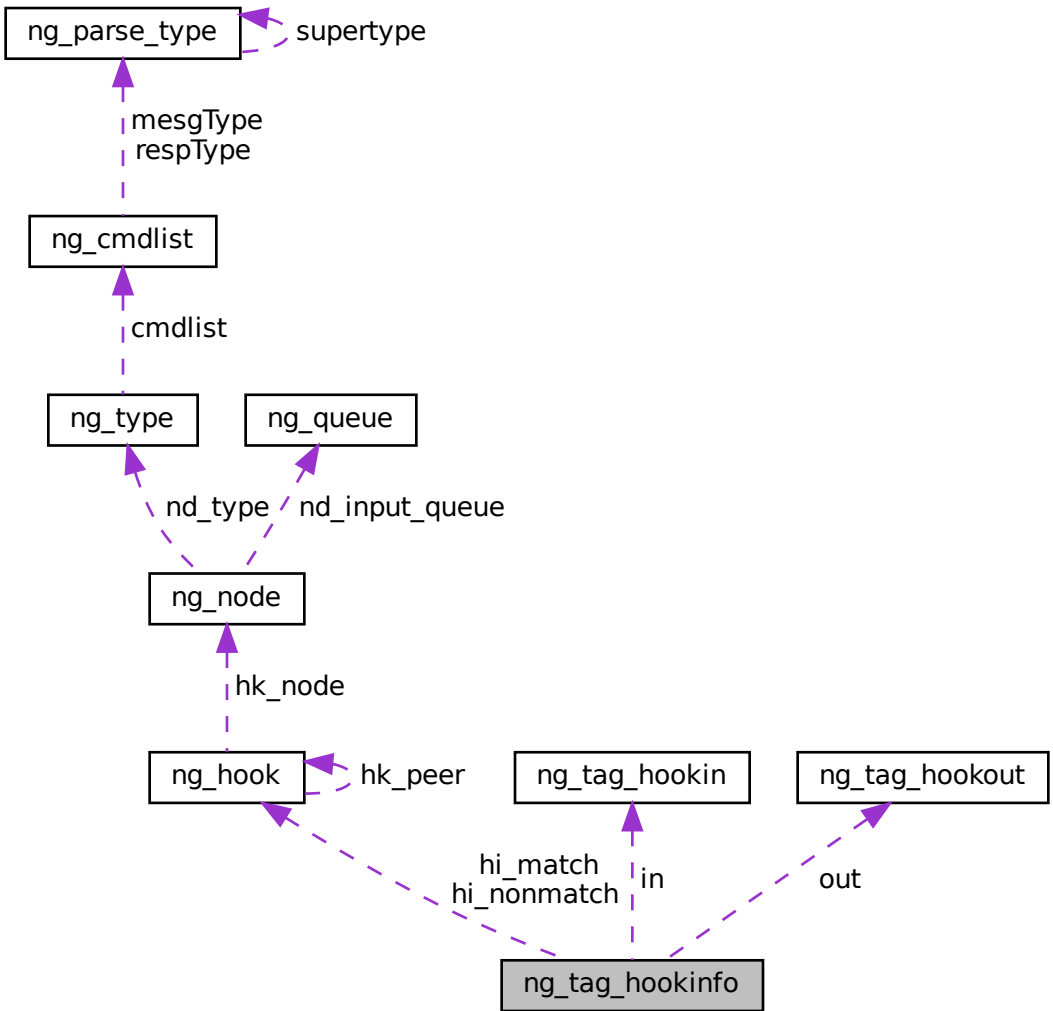 ng_parse_type
supertype
mesgType
respType
ng_cmdlist
cmdlist
ng_type
ng_queue
nd_type
nd_input_queue
ng_node
hk_node
ng_hook
hk_peer
ng_tag_hookin
ng_tag_hookout
hi_match
hi_nonmatch
in
out
ng_tag_hookinfo